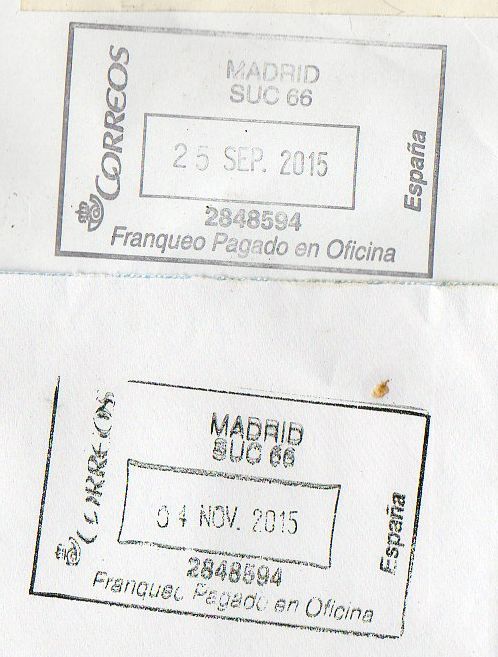 CORREOS
MADRID
SUC 66
25 SEP. 2015
2848594
Franqueo Pagado en Oficina
España
CORREOS
MADRID
SUC 66
04 NOV. 2015
2848594
Franqueo Pagado en Oficina
España